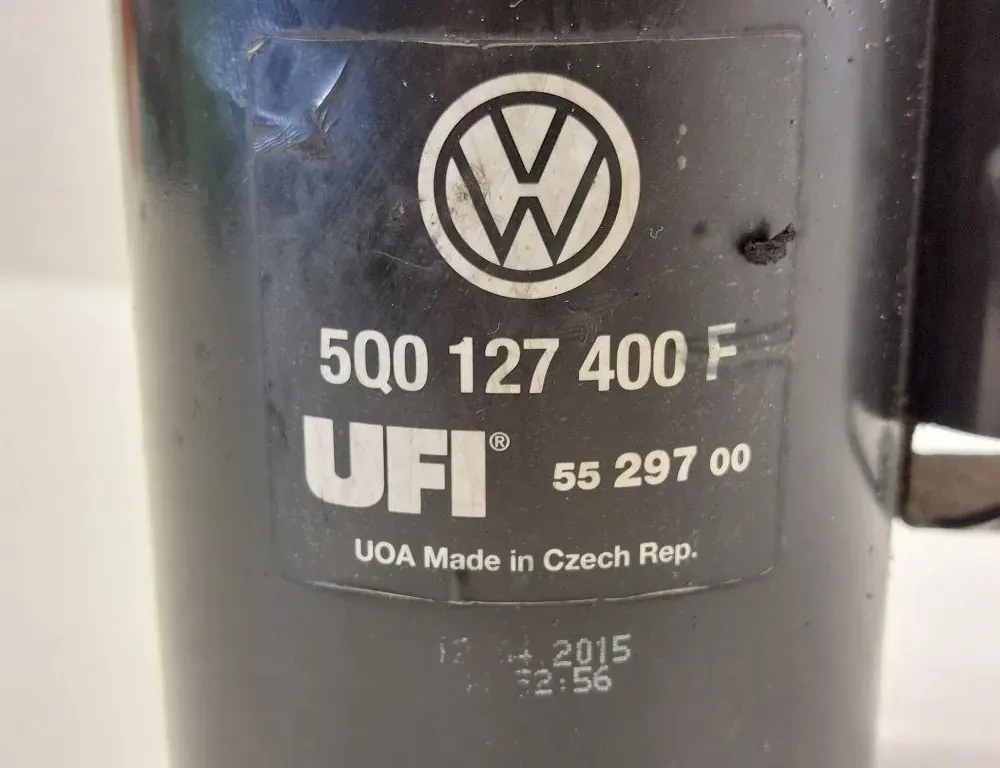 5Q0 127 400 F
UFI® 55 297 00
UOA Made in Czech Rep.
2015